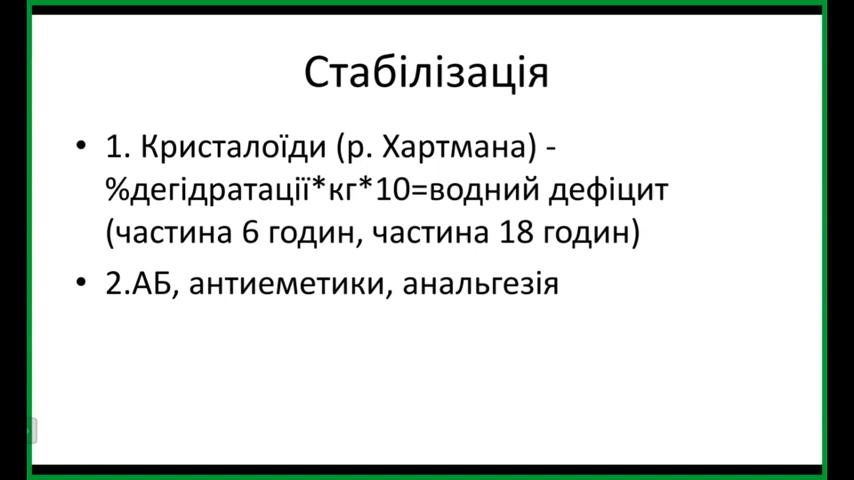 Стабілізація
• 1. Кристалоїди (р. Хартмана) -
%дегідратації*кг*10=водний дефіцит
(частина 6 годин, частина 18 годин)
• 2.АБ, антиеметики, анальгезія